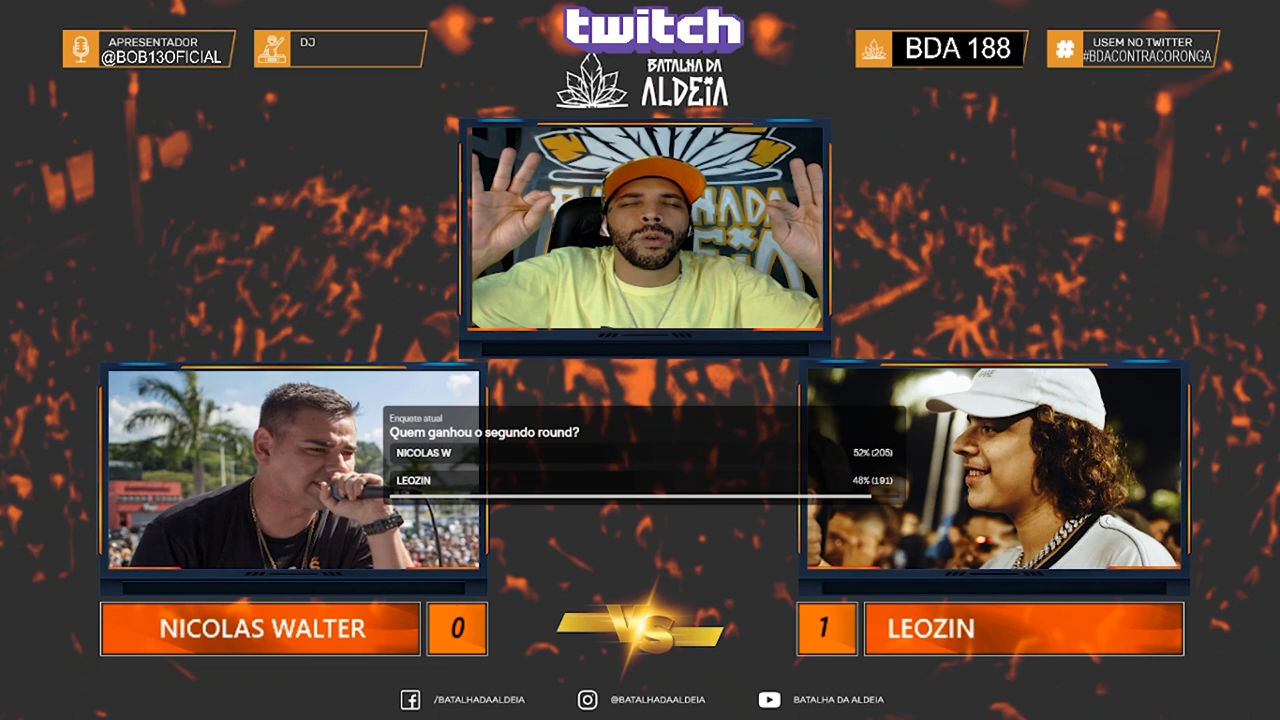 twitch
BATALHA DA
ALDEIA
APRESENTADOR
@BOB13OFICIAL
DJ
BDA 188
#
USEM NO TWITTER
#BDACONTRACORONGA
Enquete atual
Quem ganhou o segundo round?
NICOLAS W
52% (205)
LEOZIN
48% (191)
NICOLAS WALTER
0
VS
1
LEOZIN
/BATALHADAALDEIA
@BATALHADAALDEIA
BATALHA DA ALDEIA